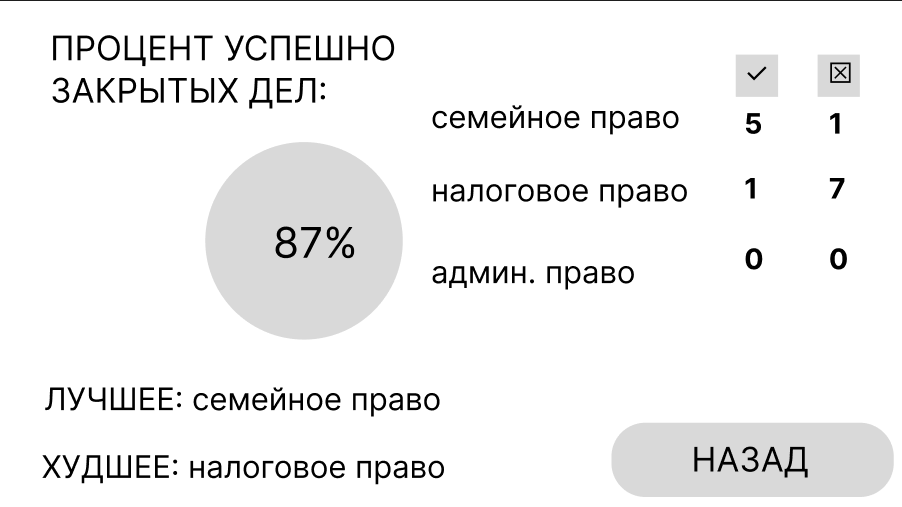 ПРОЦЕНТ УСПЕШНО
ЗАКРЫТЫХ ДЕЛ:
семейное право 5 1
налоговое право 1 7
админ. право 0 0
87%
ЛУЧШЕЕ: семейное право
ХУДШЕЕ: налоговое право
НАЗАД